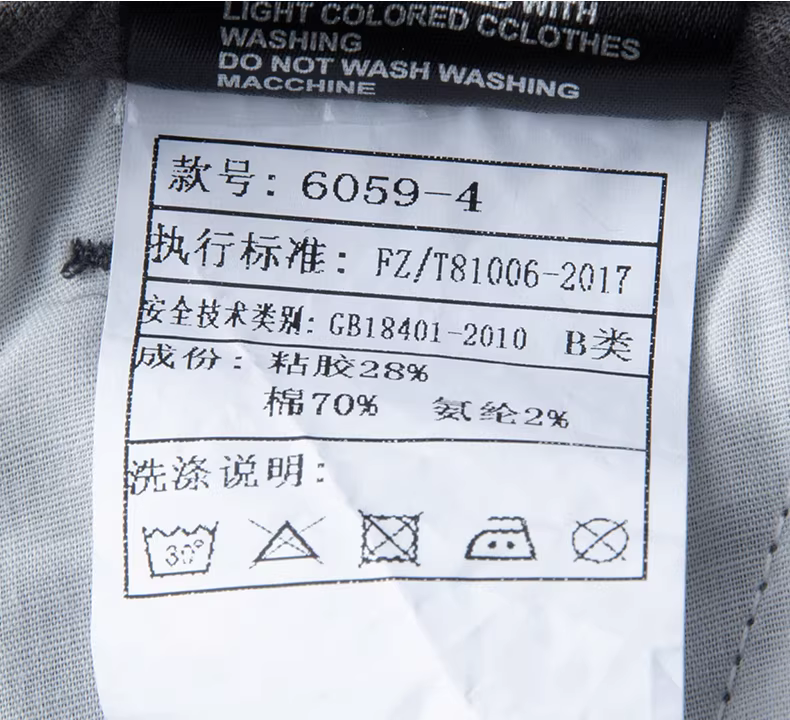 WITH
LIGHT COLORED CCLOTHES
WASHING
DO NOT WASH WASHING
MACCHINE
款号: 6059-4
执行标准: FZ/T81006-2017
安全技术类别: GB18401-2010 B类
成份: 粘胶28%
棉70% 氨纶2%
洗涤说明:
30°